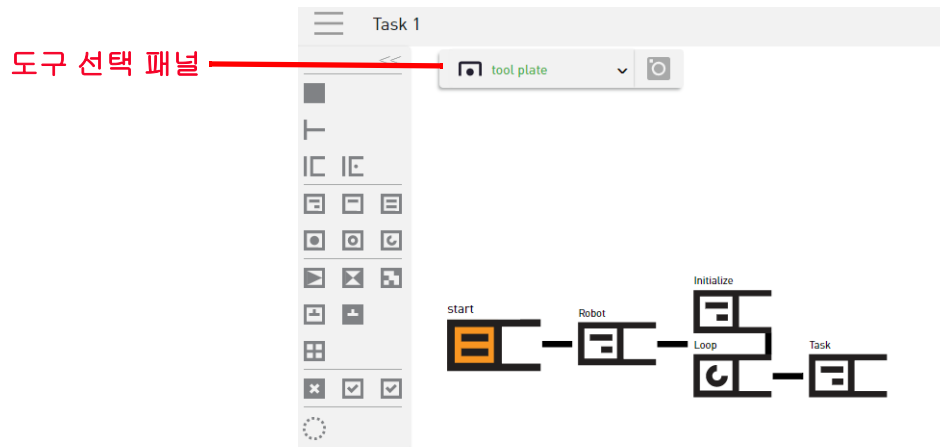 Task 1
<<
도구 선택 패널
tool plate
Initialize
start
Robot
Loop
Task